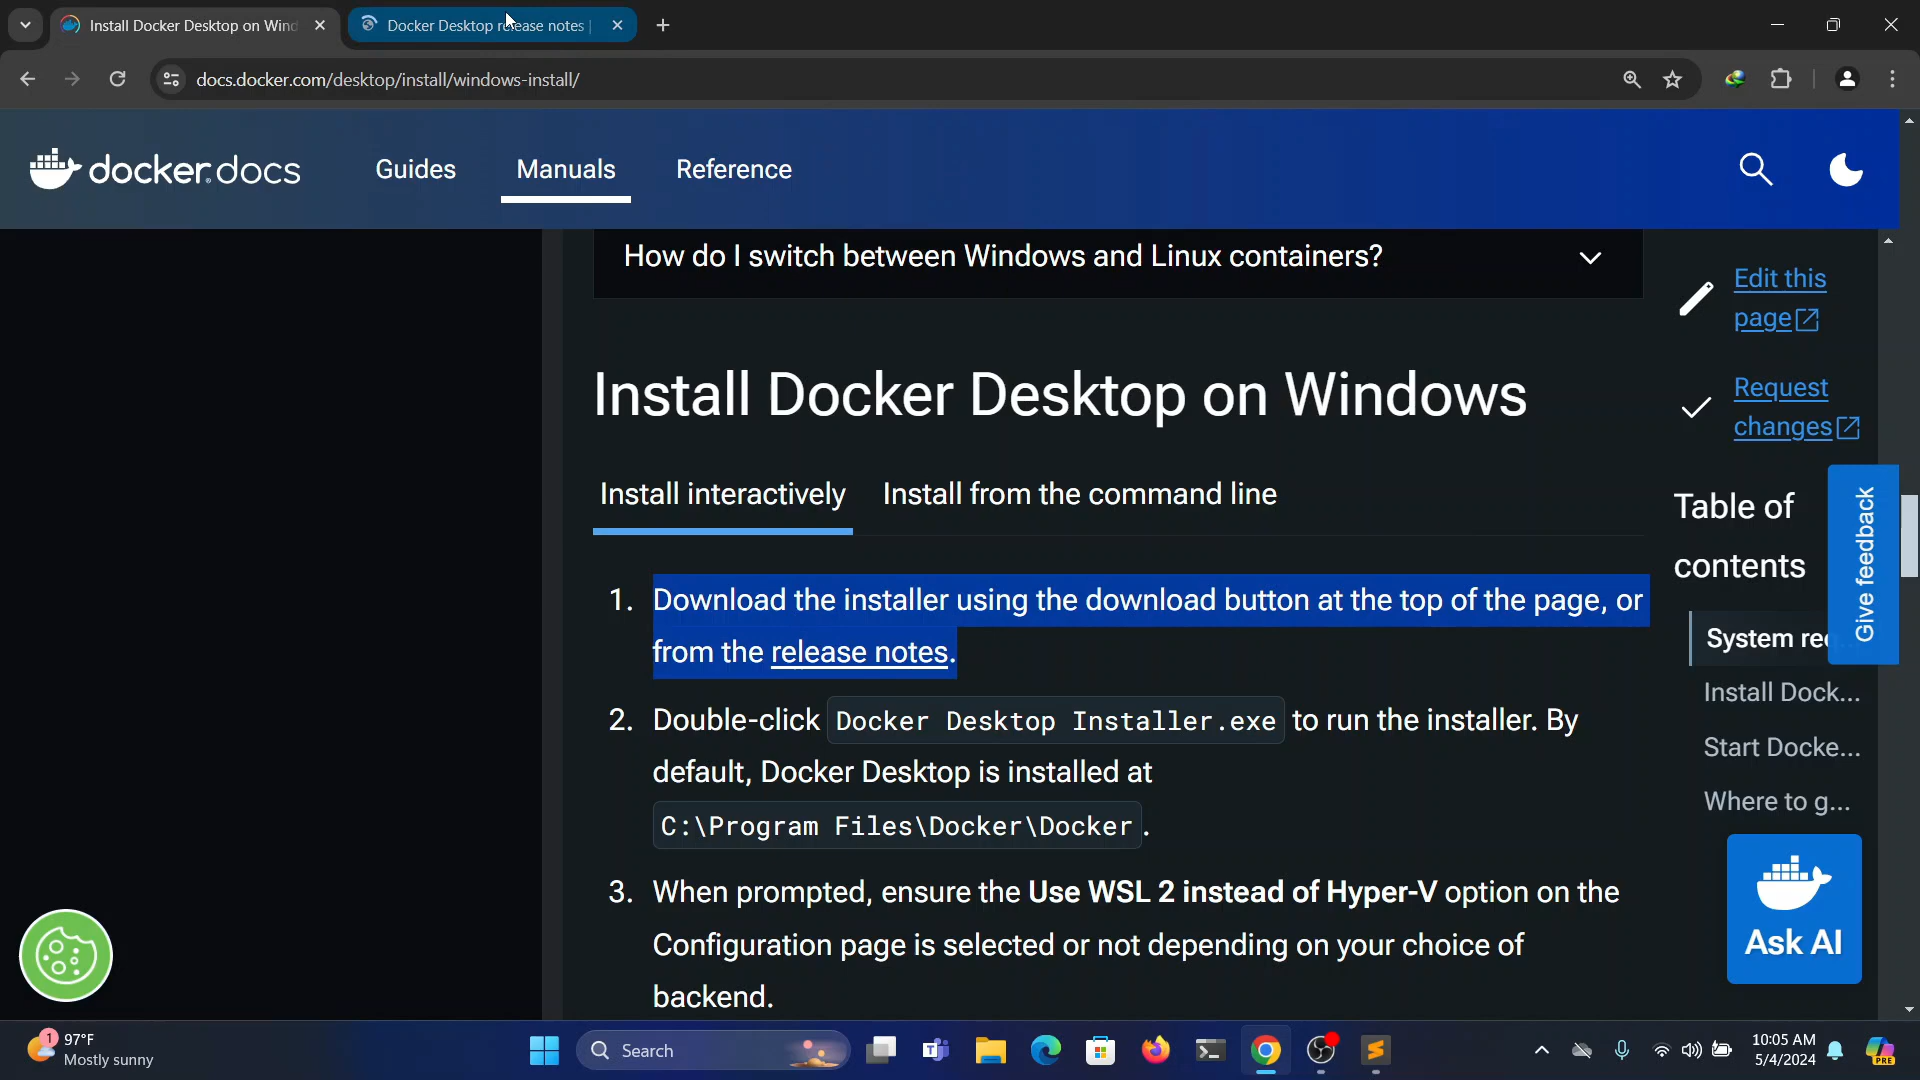 Install Docker Desktop on Wind
Docker Desktop release notes |
docs.docker.com/desktop/install/windows-install/
docker docs
Guides
Manuals
Reference
How do I switch between Windows and Linux containers?
Edit this
page
Install Docker Desktop on Windows
Request
changes
Install interactively
Install from the command line
Table of
contents
Give feedback
1. Download the installer using the download button at the top of the page, or
from the release notes.
System req
2. Double-click Docker Desktop Installer.exe to run the installer. By
Install Dock...
default, Docker Desktop is installed at
Start Docke...
C:\Program Files\Docker\Docker.
Where to g...
3. When prompted, ensure the Use WSL 2 instead of Hyper-V option on the
Configuration page is selected or not depending on your choice of
backend.
Ask AI
1
97°F
Mostly sunny
Search
10:05 AM
5/4/2024
PRE